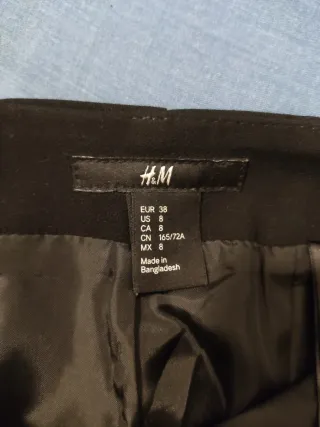 H&M
EUR 38
US 8
CA 8
CN 165/72A
MX 8
Made in
Bangladesh